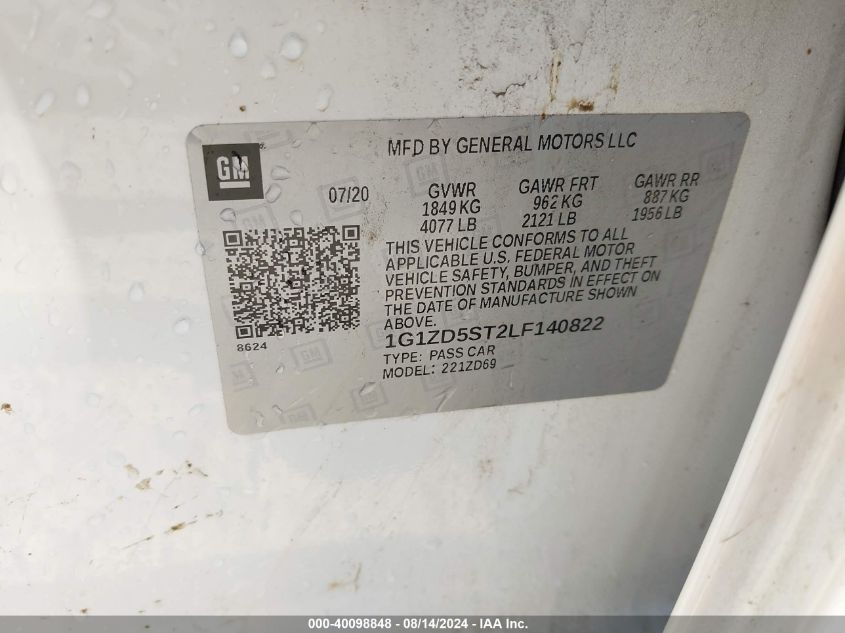 GM
MFD BY GENERAL MOTORS LLC
07/20
GVWR
1849 KG
4077 LB
GAWR FRT
962 KG
2121 LB
GAWR RR
887 KG
1956 LB
THIS VEHICLE CONFORMS TO ALL
APPLICABLE U.S. FEDERAL MOTOR
VEHICLE SAFETY, BUMPER, AND THEFT
PREVENTION STANDARDS IN EFFECT ON
THE DATE OF MANUFACTURE SHOWN
ABOVE.
8624
1G1ZD5ST2LF140822
TYPE: PASS CAR
MODEL: 221ZD69
000-40098848 - 08/14/2024 - IAA Inc.